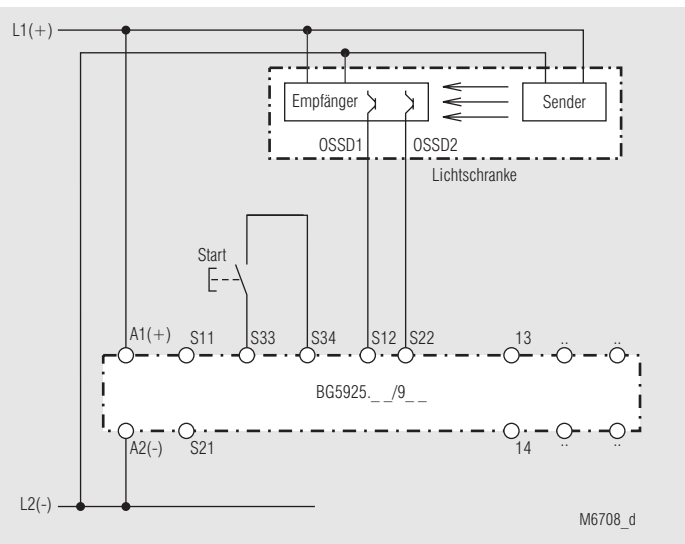 L1(+)
Empfänger
Sender
OSSD1 OSSD2
Lichtschranke
Start
A1(+) S11 S33 S34 S12 S22 13 .. ..
BG5925._ _/9_ _
A2(-) S21 14 .. ..
L2(-)
M6708_d